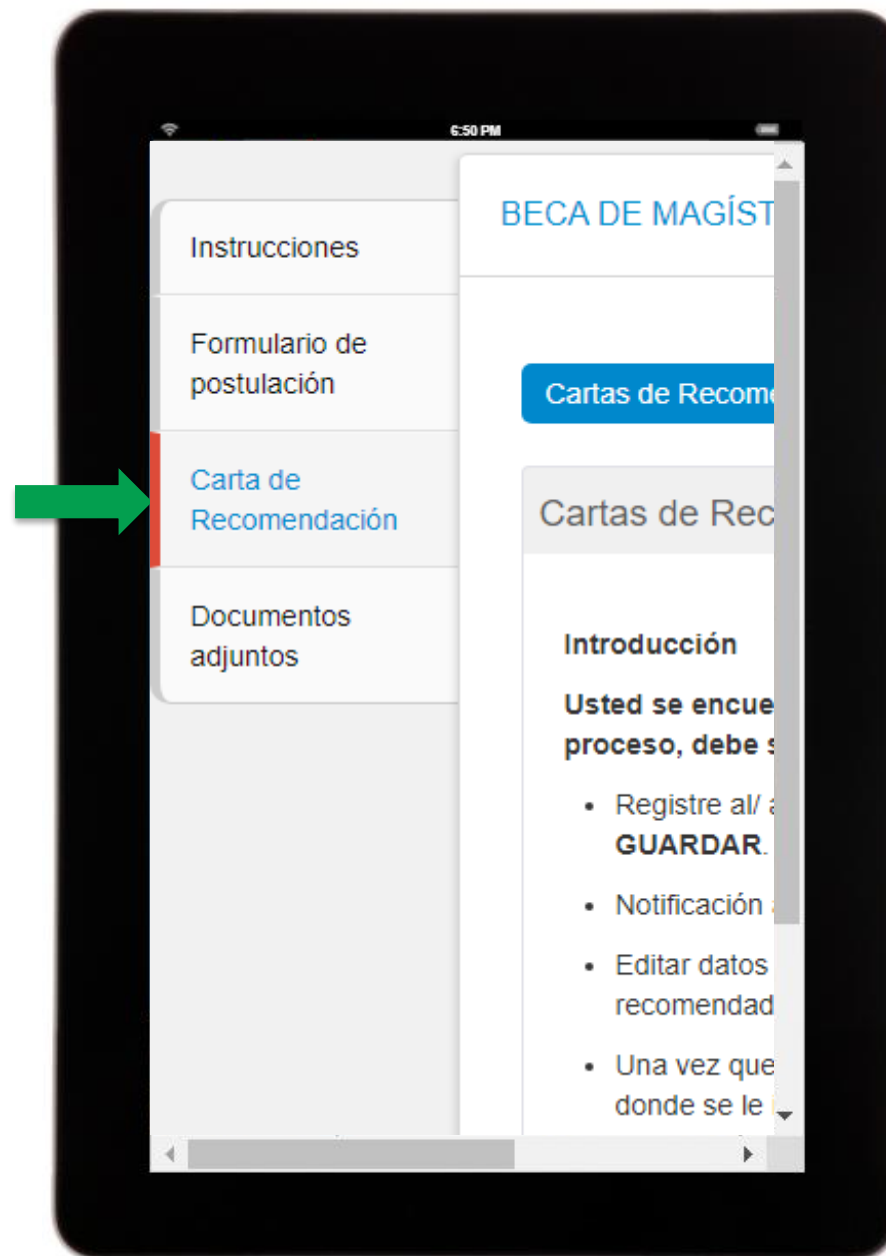 6:50 PM
Instrucciones
Formulario de
postulación
Carta de
Recomendación
Documentos
adjuntos
BECA DE MAGÍST
Cartas de Recome
Cartas de Rec
Introducción
Usted se encue
proceso, debe s
• Registre al/ a
GUARDAR.
• Notificación
• Editar datos
recomendad
• Una vez que
donde se le